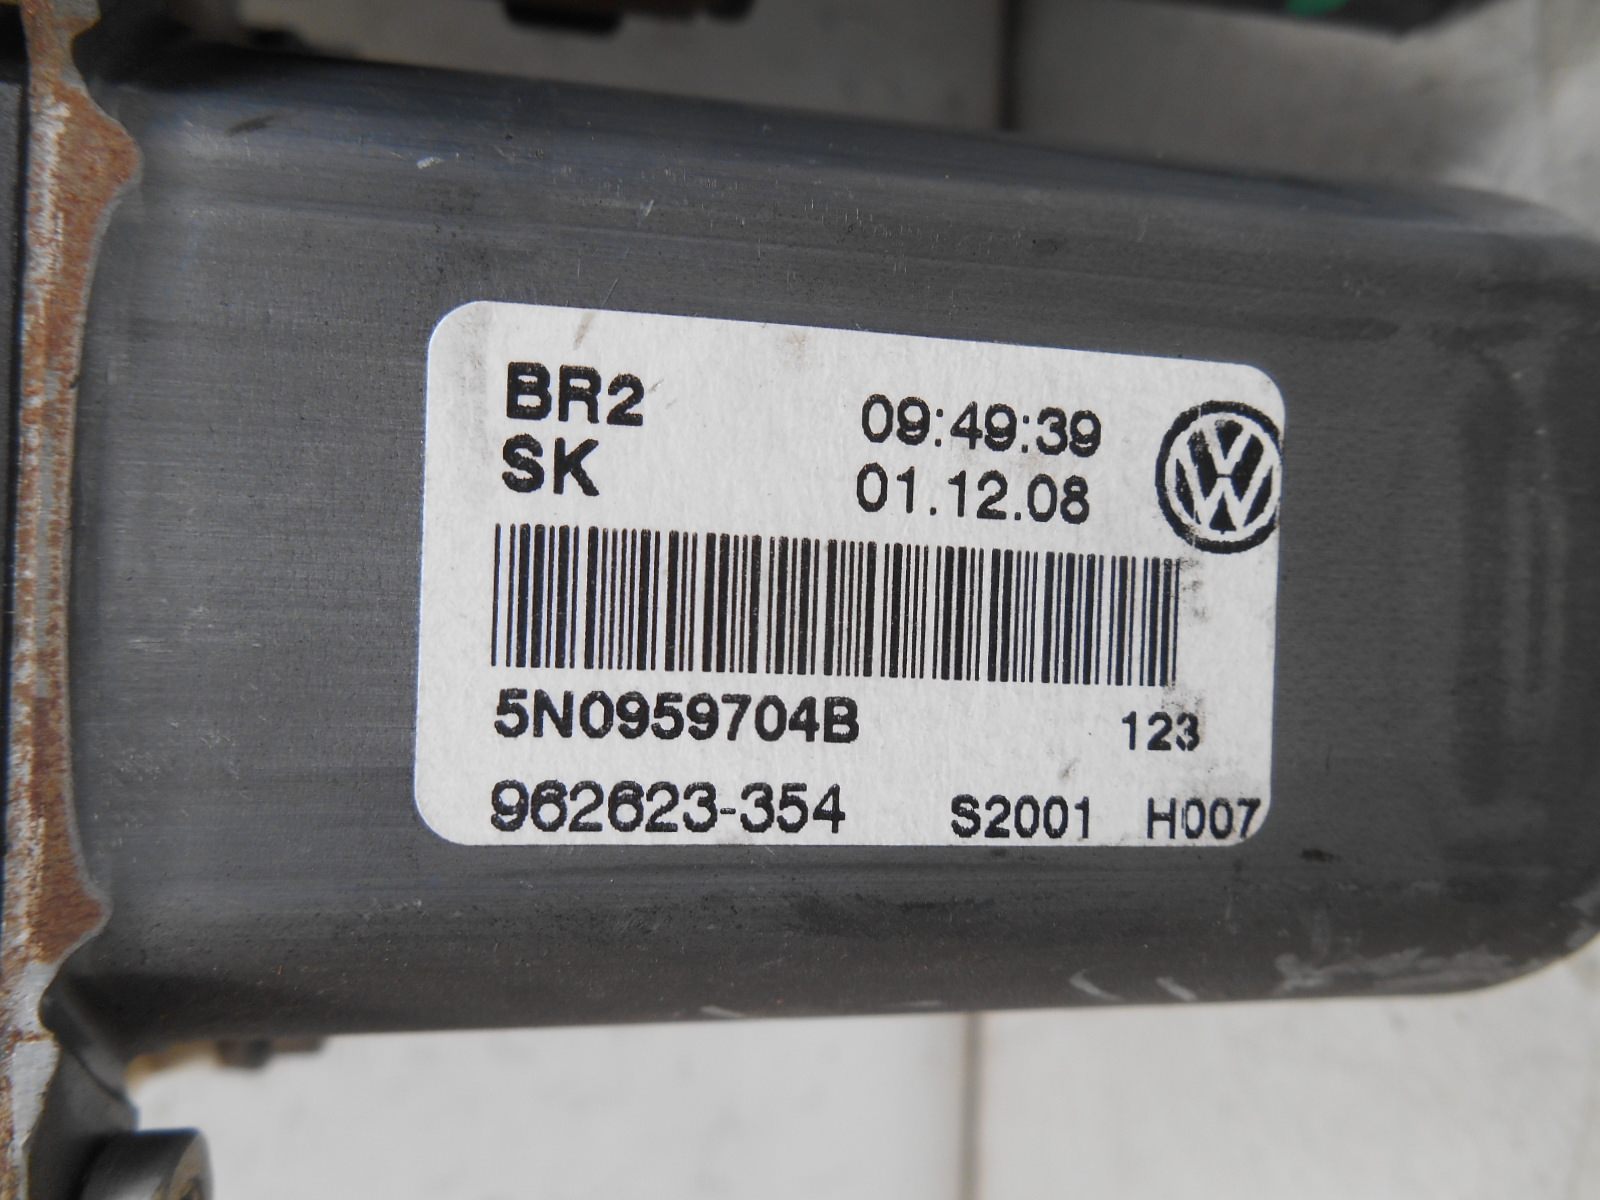 BR2 09:49:39
SK 01.12.08
5N0959704B 123
962623-354 S2001 H007